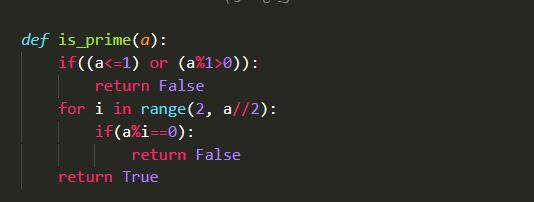 def is_prime(a):
    if((a<=1) or (a%1>0)):
        return False
    for i in range(2, a//2):
        if(a%i==0):
            return False
    return True